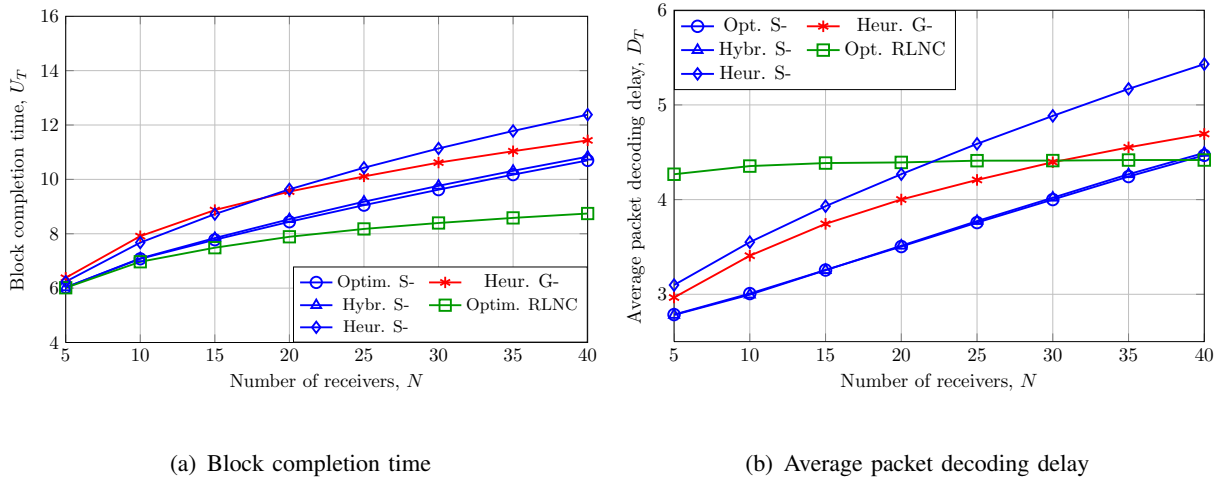 16
14
12
10
8
6
4
5 10 15 20 25 30 35 40
Block completion time, U_T
Number of receivers, N
Optim. S-
Hybr. S-
Heur. S-
Heur. G-
Optim. RLNC
(a) Block completion time
6
5
4
3
5 10 15 20 25 30 35 40
Average packet decoding delay, D_T
Number of receivers, N
Opt. S-
Hybr. S-
Heur. S-
Heur. G-
Opt. RLNC
(b) Average packet decoding delay